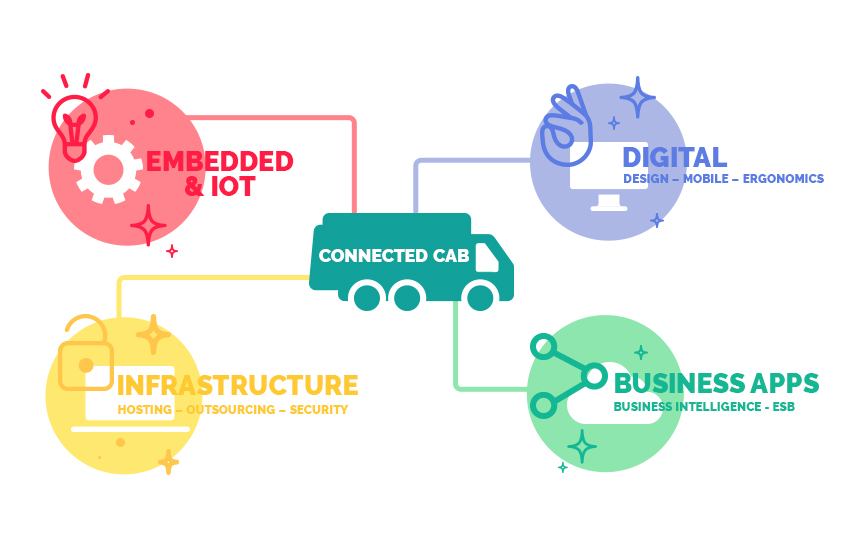 EMBEDDED
& IOT
DIGITAL
DESIGN – MOBILE – ERGONOMICS
CONNECTED CAB
INFRASTRUCTURE
HOSTING – OUTSOURCING – SECURITY
BUSINESS APPS
BUSINESS INTELLIGENCE - ESB